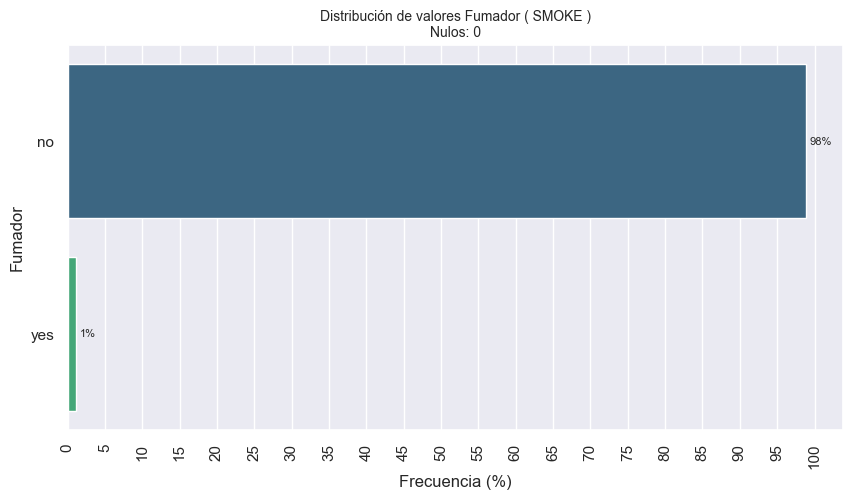 Distribución de valores Fumador ( SMOKE )
Nulos: 0
no
98%
Fumador
yes
1%
0 5 10 15 20 25 30 35 40 45 50 55 60 65 70 75 80 85 90 95 100
Frecuencia (%)